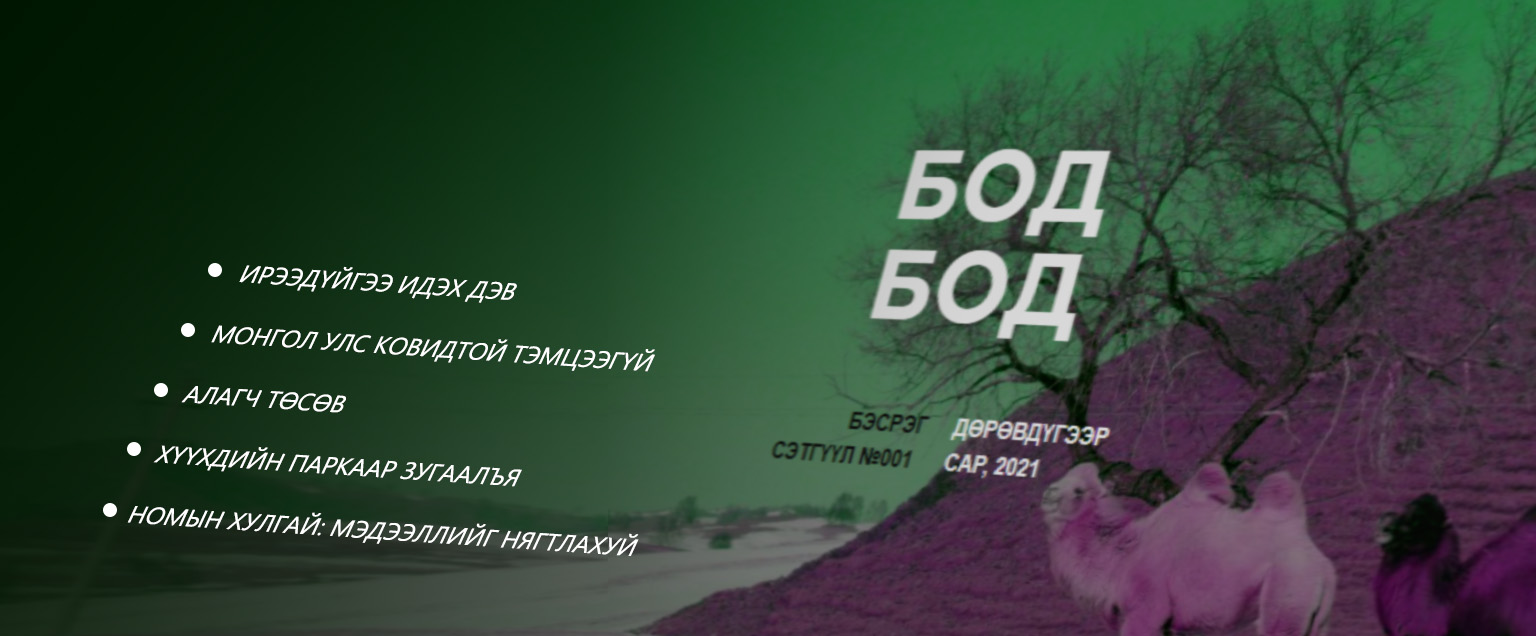 БОД
БОД
БЭСРЭГ
СЭТГҮҮЛ №001
ДӨРӨВДҮГЭЭР
САР, 2021
ИРЭЭДҮЙГЭЭ ИДЭХ ДЭВ
МОНГОЛ УЛС КОВИДТОЙ ТЭМЦЭЭГҮЙ
АЛАГЧ ТӨСӨВ
ХҮҮХДИЙН ПАРКААР ЗУГААЛЪЯ
НОМЫН ХУЛГАЙ: МЭДЭЭЛЛИЙГ НЯГТЛАХУЙ